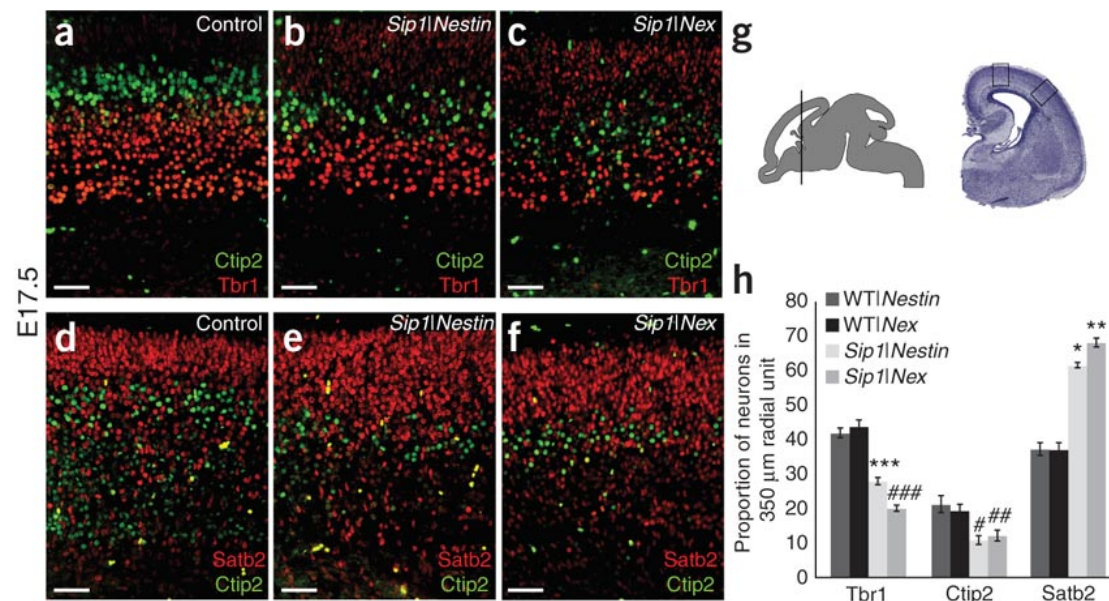 a
Control
b
Sip1|Nestin
c
Sip1|Nex
g
Ctip2
Tbr1
Ctip2
Tbr1
Ctip2
Tbr1
E17.5
d
Control
e
Sip1|Nestin
f
Sip1|Nex
Satb2
Ctip2
Satb2
Ctip2
Satb2
Ctip2
h
Proportion of neurons in
350 μm radial unit
80
70
60
50
40
30
20
10
0
WT|Nestin
WT|Nex
Sip1|Nestin
Sip1|Nex
***
###
#
##
*
**
Tbr1
Ctip2
Satb2